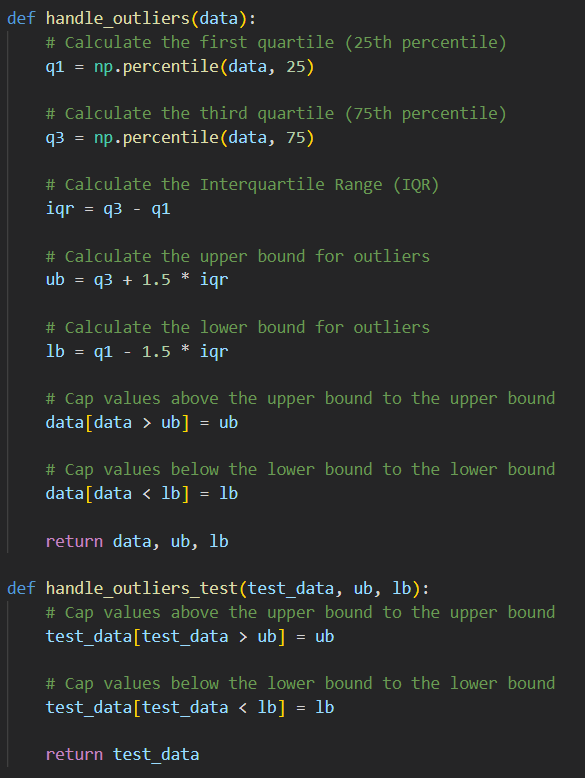 def handle_outliers(data):
    # Calculate the first quartile (25th percentile)
    q1 = np.percentile(data, 25)
    # Calculate the third quartile (75th percentile)
    q3 = np.percentile(data, 75)
    # Calculate the Interquartile Range (IQR)
    iqr = q3 - q1
    # Calculate the upper bound for outliers
    ub = q3 + 1.5 * iqr
    # Calculate the lower bound for outliers
    lb = q1 - 1.5 * iqr
    # Cap values above the upper bound to the upper bound
    data[data > ub] = ub
    # Cap values below the lower bound to the lower bound
    data[data < lb] = lb
    return data, ub, lb
def handle_outliers_test(test_data, ub, lb):
    # Cap values above the upper bound to the upper bound
    test_data[test_data > ub] = ub
    # Cap values below the lower bound to the lower bound
    test_data[test_data < lb] = lb
    return test_data